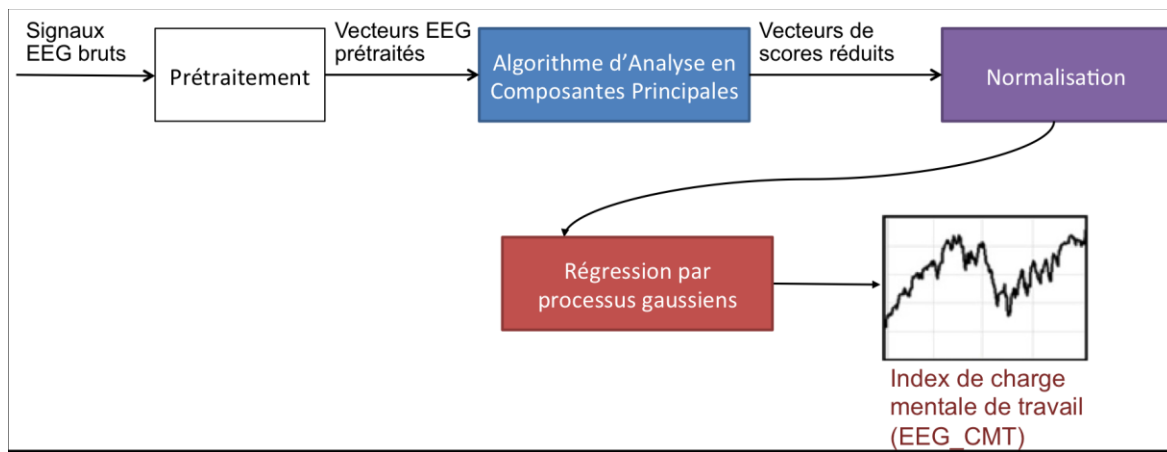 Signaux
EEG bruts
Prétraitement
Vecteurs EEG
prétraités
Algorithme d'Analyse en
Composantes Principales
Vecteurs de
scores réduits
Normalisation
Régression par
processus gaussiens
Index de charge
mentale de travail
(EEG_CMT)